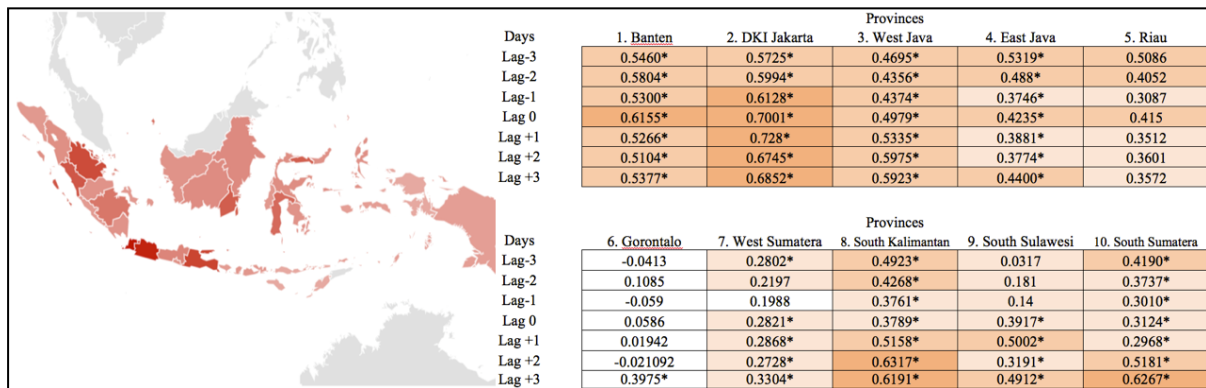 Provinces
Days 1. Banten 2. DKI Jakarta 3. West Java 4. East Java 5. Riau
Lag-3 0.5460* 0.5725* 0.4695* 0.5319* 0.5086
Lag-2 0.5804* 0.5994* 0.4356* 0.488* 0.4052
Lag-1 0.5300* 0.6128* 0.4374* 0.3746* 0.3087
Lag 0 0.6155* 0.7001* 0.4979* 0.4235* 0.415
Lag +1 0.5266* 0.728* 0.5335* 0.3881* 0.3512
Lag +2 0.5104* 0.6745* 0.5975* 0.3774* 0.3601
Lag +3 0.5377* 0.6852* 0.5923* 0.4400* 0.3572
Provinces
Days 6. Gorontalo 7. West Sumatera 8. South Kalimantan 9. South Sulawesi 10. South Sumatera
Lag-3 -0.0413 0.2802* 0.4923* 0.0317 0.4190*
Lag-2 0.1085 0.2197 0.4268* 0.181 0.3737*
Lag-1 -0.059 0.1988 0.3761* 0.14 0.3010*
Lag 0 0.0586 0.2821* 0.3789* 0.3917* 0.3124*
Lag +1 0.01942 0.2868* 0.5158* 0.5002* 0.2968*
Lag +2 -0.021092 0.2728* 0.6317* 0.3191* 0.5181*
Lag +3 0.3975* 0.3304* 0.6191* 0.4912* 0.6267*